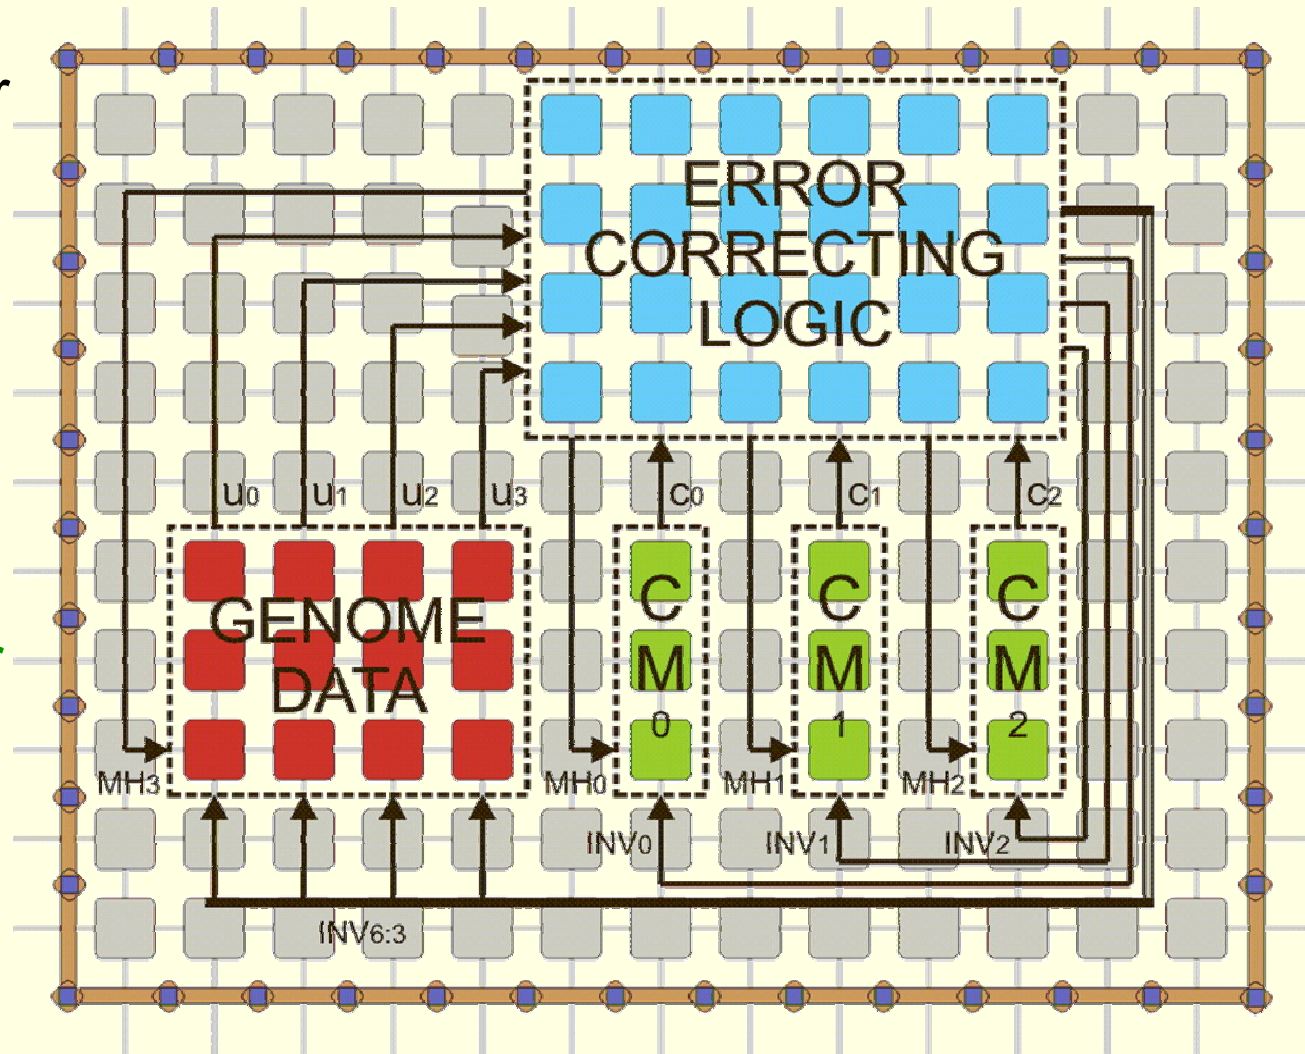 r
ERROR
CORRECTING
LOGIC
u0
u1
u2
u3
c0
c1
c2
GENOME
DATA
C
M
0
C
M
1
C
M
2
MH3
MH0
MH1
MH2
INV0
INV1
INV2
INV6:3